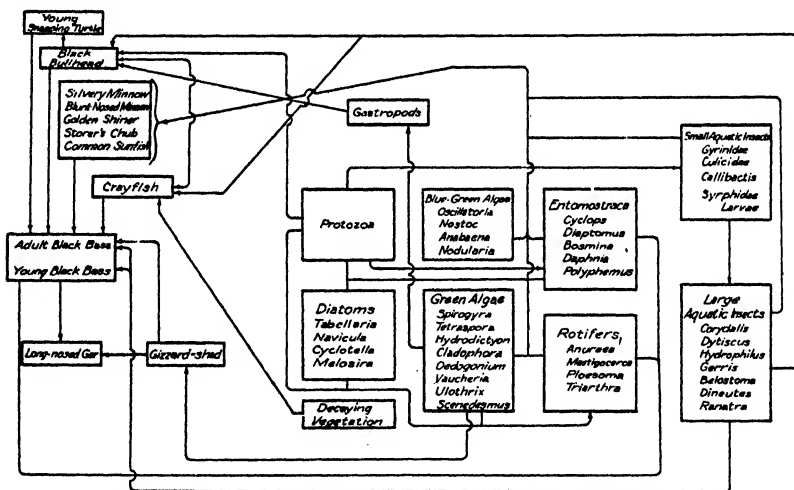 Young
Snapping Turtle
Black
Bullhead
Silvery Minnow
Blunt-Nosed Minnow
Golden Shiner
Storer's Chub
Common Sunfish
Gastropods
Small Aquatic Insects
Gyrinidae
Culicidae
Callibactis
Syrphidae
Larvae
Crayfish
Protozoa
Blue-Green Algae
Oscillatoria
Nostoc
Anabaena
Nodularia
Entomostraca
Cyclops
Diaptomus
Bosmina
Daphnia
Polyphemus
Adult Black Bass
Young Black Bass
Diatoms
Tabellaria
Navicula
Cyclotella
Melosira
Green Algae
Spirogyra
Tetraspora
Hydrodictyon
Cladophora
Oedogonium
Vaucheria
Ulothrix
Scenedesmus
Rotifers,
Anuraea
Mastigocerca
Ploesoma
Triarthra
Large
Aquatic Insects
Corydalis
Dytiscus
Hydrophilus
Gerris
Belostoma
Dineutes
Ranatra
Long-nosed Gar
Gizzard-shad
Decaying
Vegetation